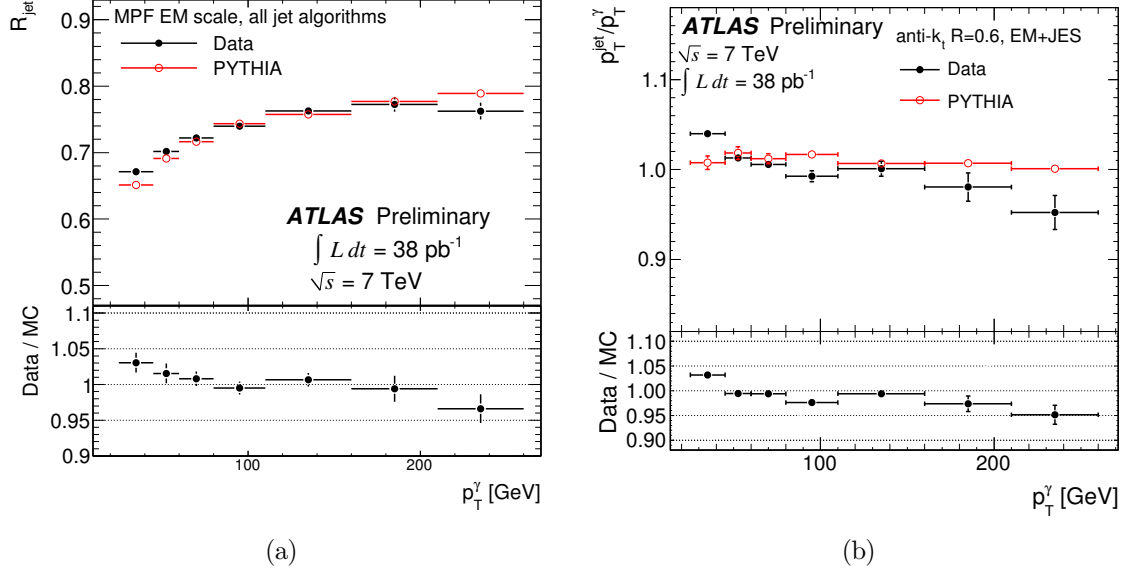 R_jet
0.9
0.8
0.7
0.6
0.5
MPF EM scale, all jet algorithms
Data
PYTHIA
ATLAS Preliminary
∫ L dt = 38 pb⁻¹
√s = 7 TeV
Data / MC
1.1
1.05
1
0.95
0.9
100
200
p_T^γ [GeV]
(a)
p_T^jet/p_T^γ
1.1
1.0
0.9
ATLAS Preliminary
√s = 7 TeV
∫ L dt = 38 pb⁻¹
anti-k_t R=0.6, EM+JES
Data
PYTHIA
Data / MC
1.10
1.05
1.00
0.95
0.90
100
200
p_T^γ [GeV]
(b)